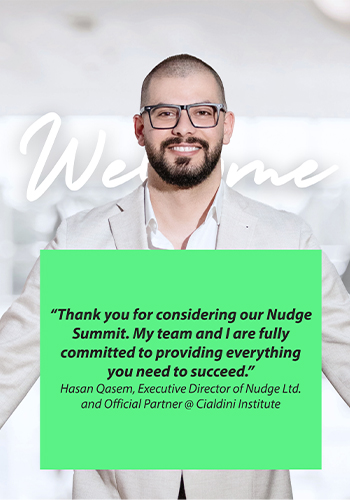 Welcome
“Thank you for considering our Nudge
Summit. My team and I are fully
committed to providing everything
you need to succeed.”
Hasan Qasem, Executive Director of Nudge Ltd.
and Official Partner @ Cialdini Institute